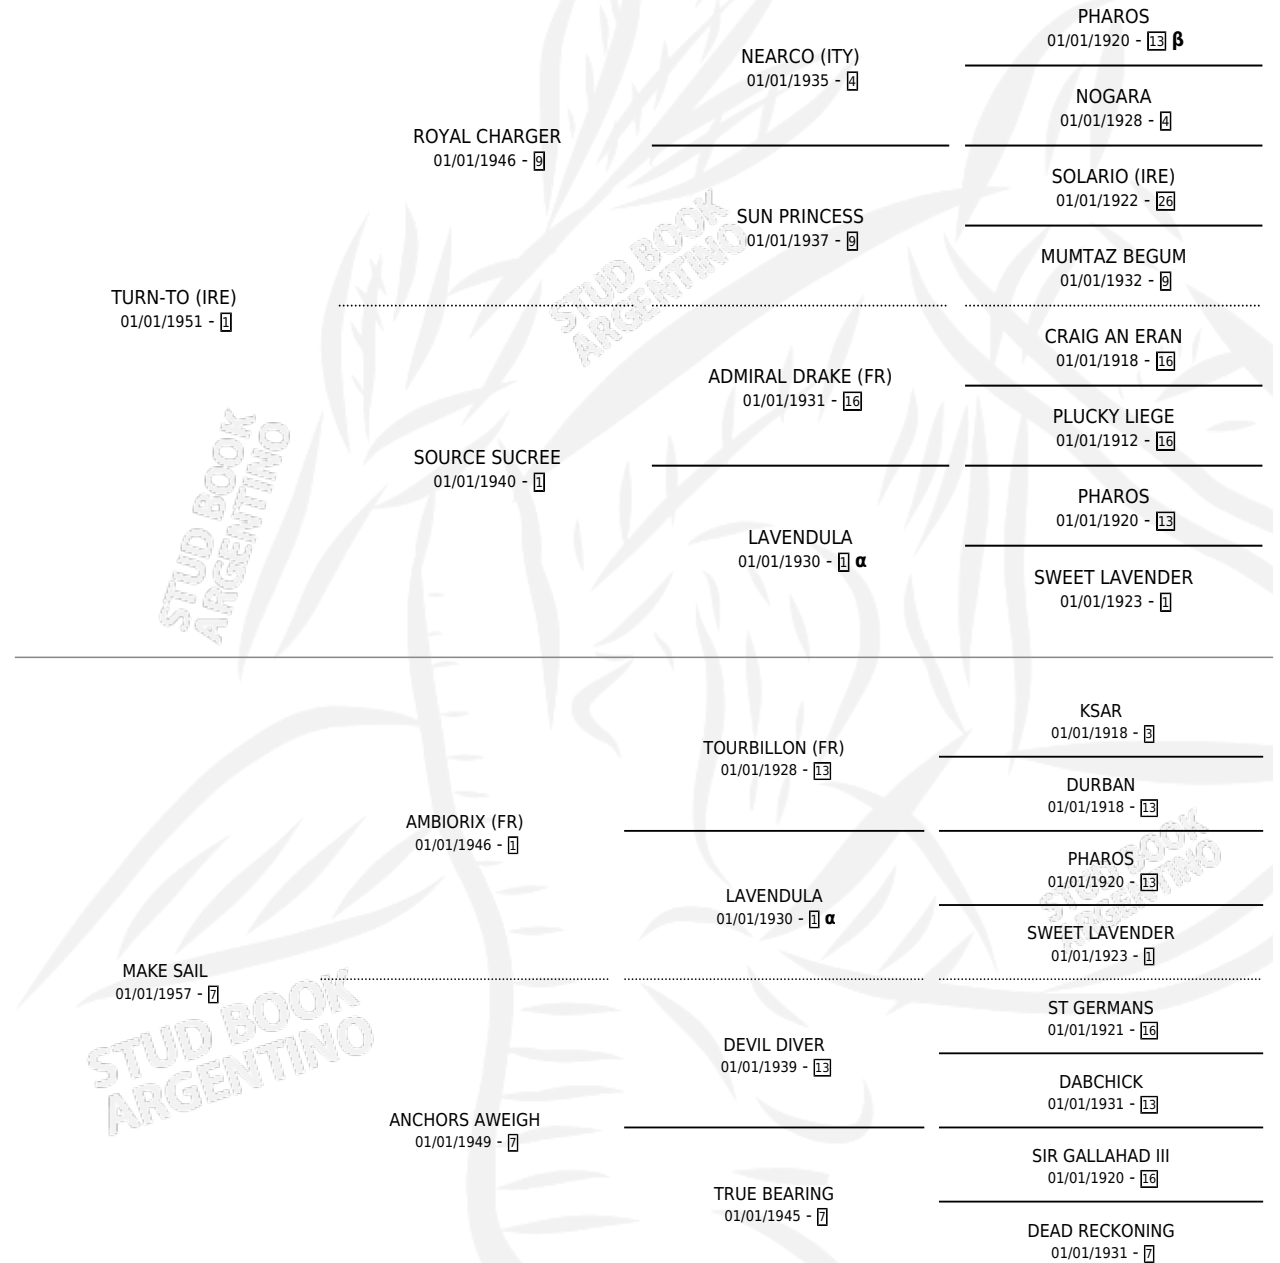 PHAROS
01/01/1920 - 13 β
NEARCO (ITY)
01/01/1935 - 4
NOGARA
01/01/1928 - 4
ROYAL CHARGER
01/01/1946 - 9
SOLARIO (IRE)
01/01/1922 - 26
SUN PRINCESS
01/01/1937 - 9
MUMTAZ BEGUM
01/01/1932 - 9
TURN-TO (IRE)
01/01/1951 - 1
CRAIG AN ERAN
01/01/1918 - 16
ADMIRAL DRAKE (FR)
01/01/1931 - 16
PLUCKY LIEGE
01/01/1912 - 16
SOURCE SUCREE
01/01/1940 - 1
PHAROS
01/01/1920 - 13
LAVENDULA
01/01/1930 - 1 α
SWEET LAVENDER
01/01/1923 - 1
KSAR
01/01/1918 - 3
TOURBILLON (FR)
01/01/1928 - 13
DURBAN
01/01/1918 - 13
AMBIORIX (FR)
01/01/1946 - 1
PHAROS
01/01/1920 - 13
LAVENDULA
01/01/1930 - 1 α
SWEET LAVENDER
01/01/1923 - 1
MAKE SAIL
01/01/1957 - 7
ST GERMANS
01/01/1921 - 16
DEVIL DIVER
01/01/1939 - 13
DABCHICK
01/01/1931 - 13
ANCHORS AWEIGH
01/01/1949 - 7
SIR GALLAHAD III
01/01/1920 - 16
TRUE BEARING
01/01/1945 - 7
DEAD RECKONING
01/01/1931 - 7
STUD BOOK
ARGENTINO
STUD BOOK
ARGENTINO
STUD BOOK
ARGENTINO
STUD BOOK
ARGENTINO